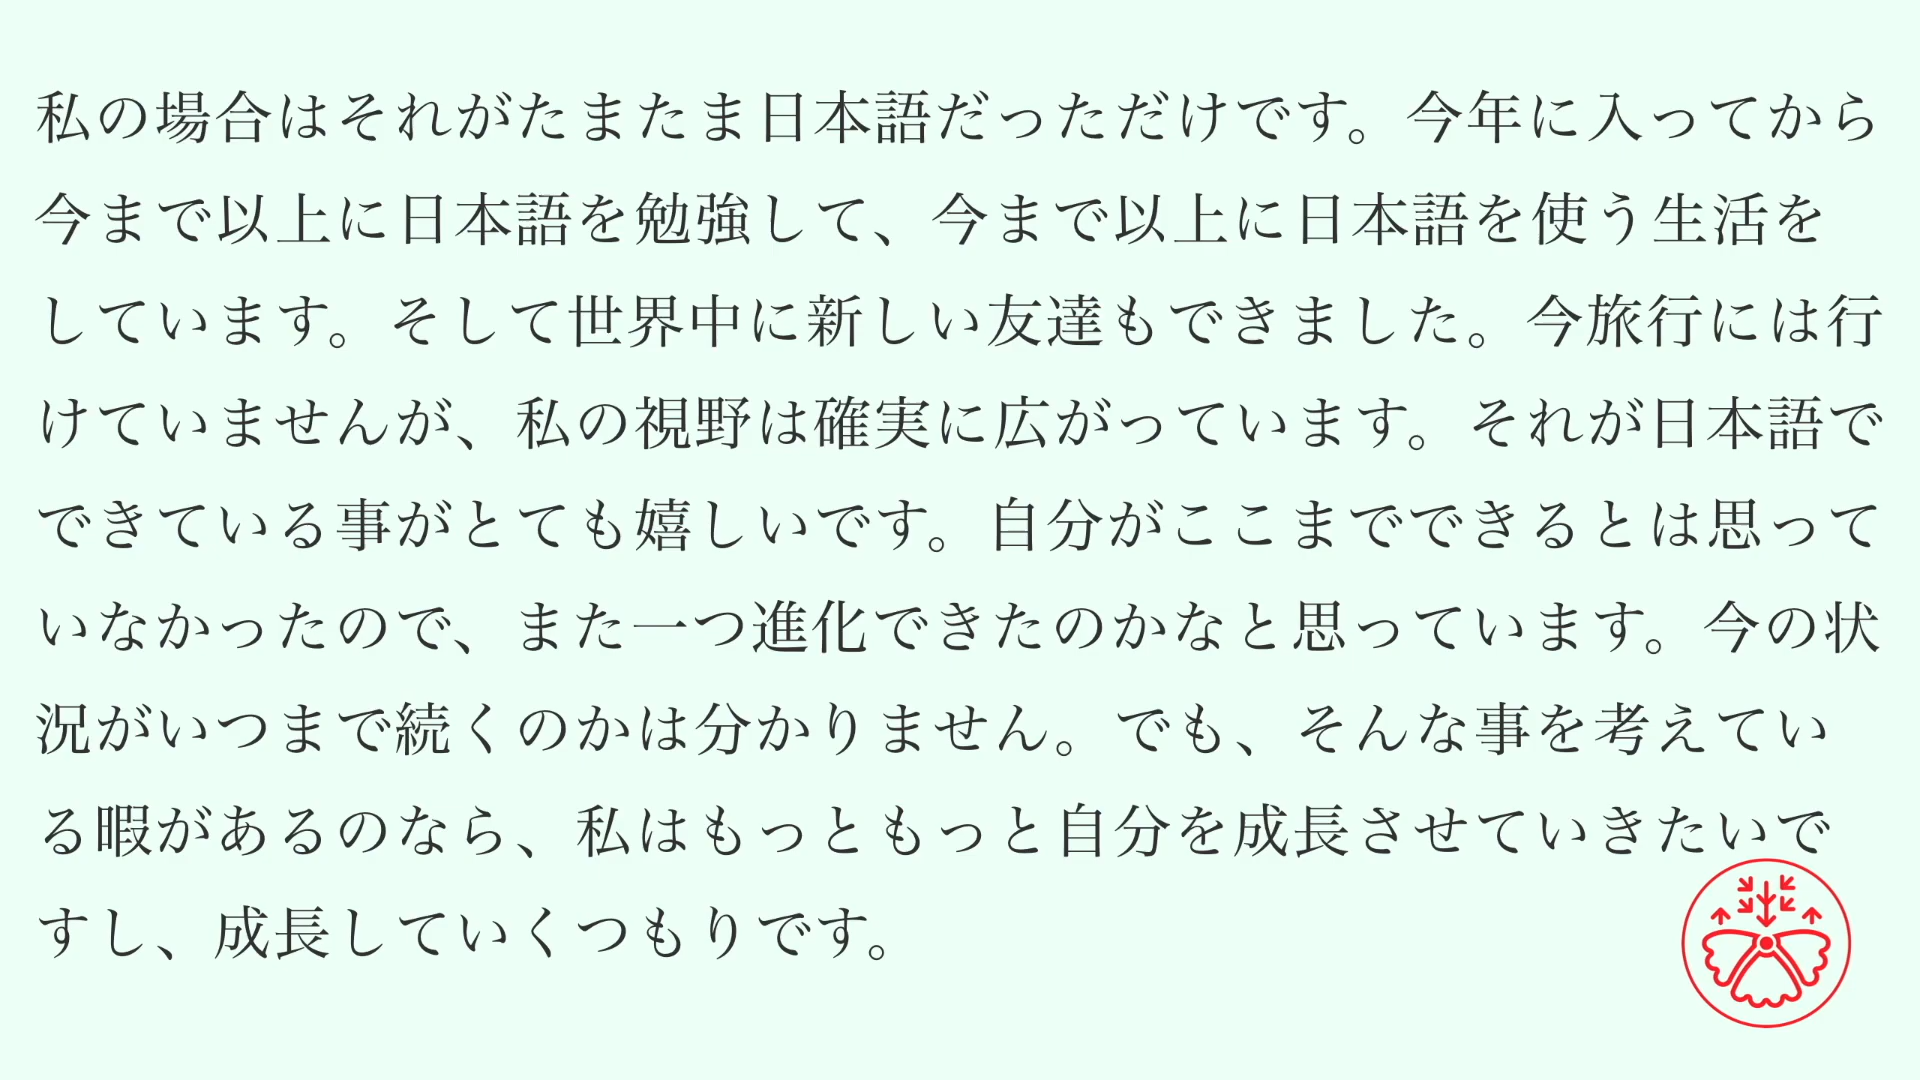 私の場合はそれがたまたま日本語だっただけです。今年に入ってから
今まで以上に日本語を勉強して、今まで以上に日本語を使う生活を
しています。そして世界中に新しい友達もできました。今旅行には行
けていませんが、私の視野は確実に広がっています。それが日本語で
できている事がとても嬉しいです。自分がここまでできるとは思って
いなかったので、また一つ進化できたのかなと思っています。今の状
況がいつまで続くのかは分かりません。でも、そんな事を考えてい
る暇があるのなら、私はもっともっと自分を成長させていきたいで
すし、成長していくつもりです。